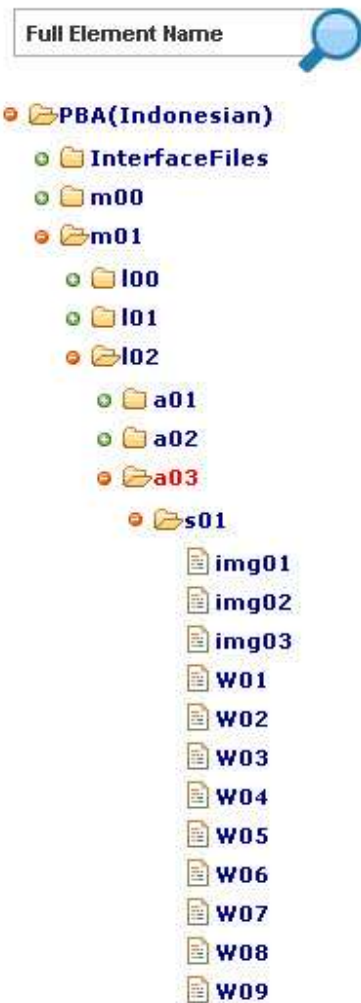 Full Element Name
PBA(Indonesian)
InterfaceFiles
m00
m01
l00
l01
l02
a01
a02
a03
s01
img01
img02
img03
W01
W02
W03
W04
W05
W06
W07
W08
W09